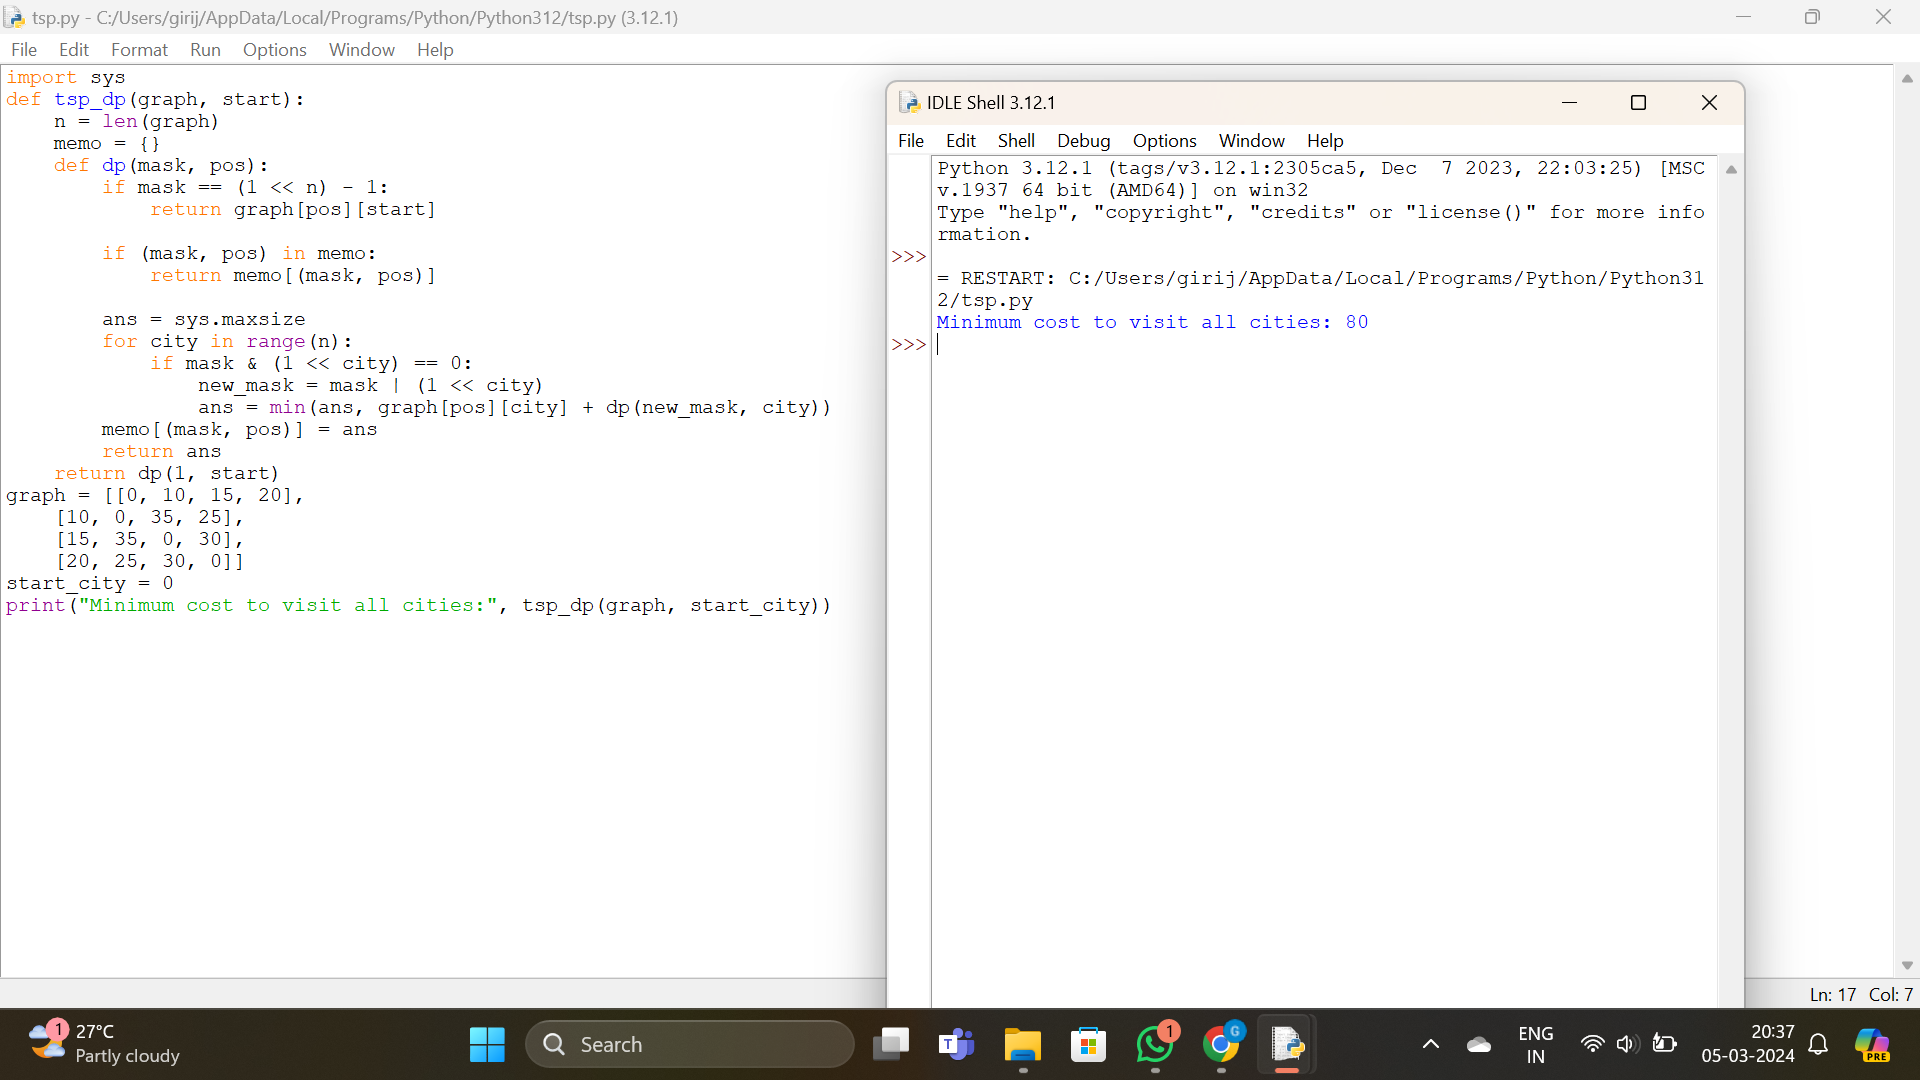 tsp.py - C:/Users/girij/AppData/Local/Programs/Python/Python312/tsp.py (3.12.1)
File Edit Format Run Options Window Help
import sys
def tsp_dp(graph, start):
    n = len(graph)
    memo = {}
    def dp(mask, pos):
        if mask == (1 << n) - 1:
            return graph[pos][start]
        if (mask, pos) in memo:
            return memo[(mask, pos)]
        ans = sys.maxsize
        for city in range(n):
            if mask & (1 << city) == 0:
                new_mask = mask | (1 << city)
                ans = min(ans, graph[pos][city] + dp(new_mask, city))
        memo[(mask, pos)] = ans
        return ans
    return dp(1, start)
graph = [[0, 10, 15, 20],
    [10, 0, 35, 25],
    [15, 35, 0, 30],
    [20, 25, 30, 0]]
start_city = 0
print("Minimum cost to visit all cities:", tsp_dp(graph, start_city))
IDLE Shell 3.12.1
File Edit Shell Debug Options Window Help
Python 3.12.1 (tags/v3.12.1:2305ca5, Dec  7 2023, 22:03:25) [MSC
v.1937 64 bit (AMD64)] on win32
Type "help", "copyright", "credits" or "license()" for more info
rmation.
>>>
= RESTART: C:/Users/girij/AppData/Local/Programs/Python/Python31
2/tsp.py
Minimum cost to visit all cities: 80
>>>
Ln: 17 Col: 7
1
27°C
Partly cloudy
Search
T
1
G
ENG
IN
20:37
05-03-2024
PRE